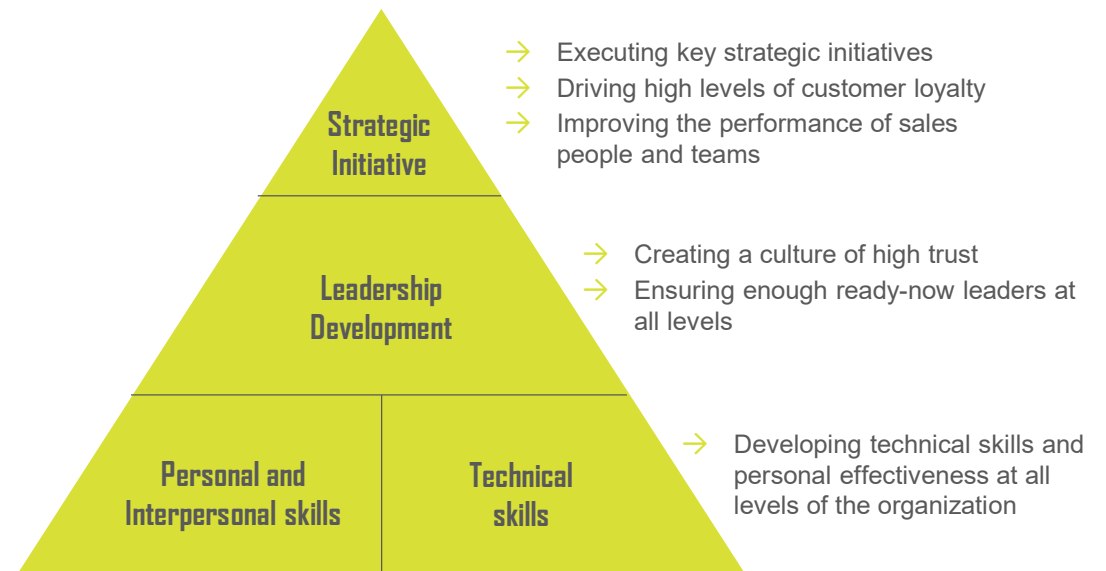 Strategic
Initiative
→ Executing key strategic initiatives
→ Driving high levels of customer loyalty
→ Improving the performance of sales
people and teams
Leadership
Development
→ Creating a culture of high trust
→ Ensuring enough ready-now leaders at
all levels
Personal and
Interpersonal skills
Technical
skills
→ Developing technical skills and
personal effectiveness at all
levels of the organization